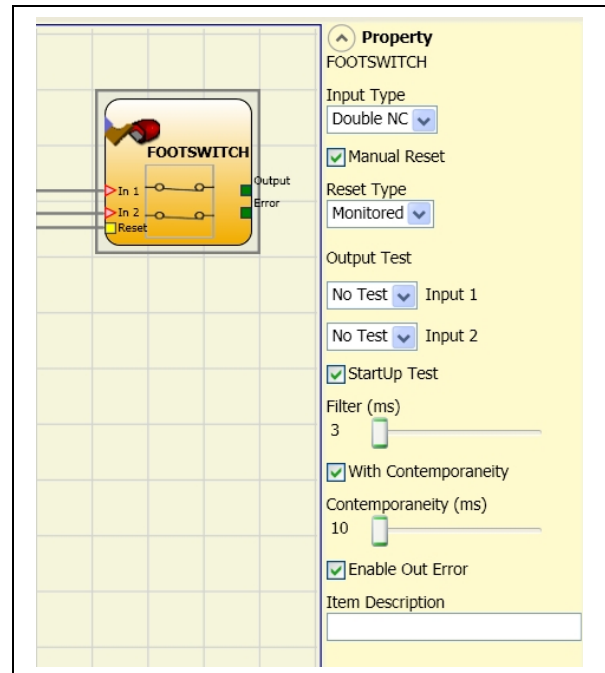 FOOTSWITCH
In 1
In 2
Reset
Output
Error
Property
FOOTSWITCH
Input Type
Double NC
Manual Reset
Reset Type
Monitored
Output Test
No Test Input 1
No Test Input 2
StartUp Test
Filter (ms)
3
With Contemporaneity
Contemporaneity (ms)
10
Enable Out Error
Item Description